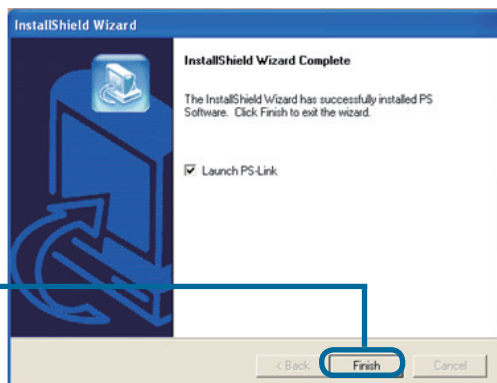 InstallShield Wizard
InstallShield Wizard Complete
The InstallShield Wizard has successfully installed PS
Software. Click Finish to exit the wizard.
Launch PS-Link
< Back
Finish
Cancel